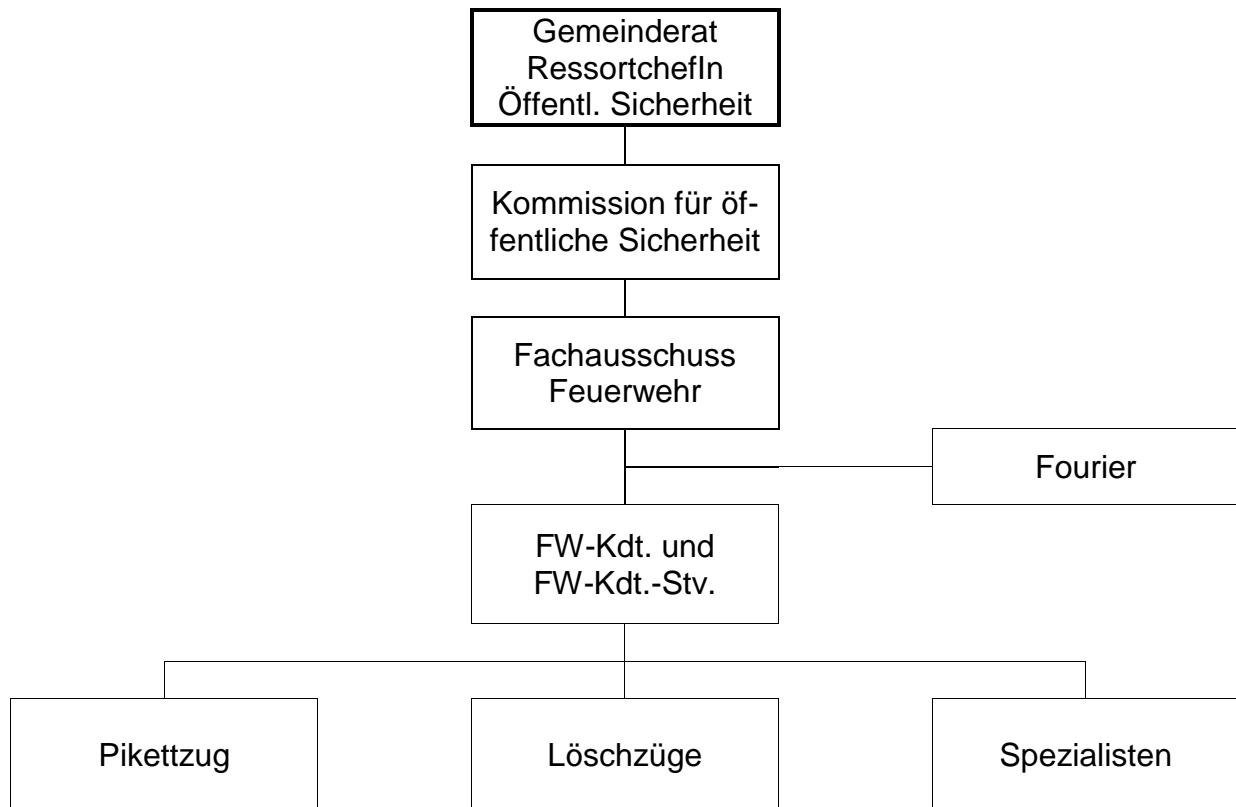 Gemeinderat
RessortchefIn
Öffentl. Sicherheit
Kommission für öf-
fentliche Sicherheit
Fachausschuss
Feuerwehr
Fourier
FW-Kdt. und
FW-Kdt.-Stv.
Pikettzug
Löschzüge
Spezialisten